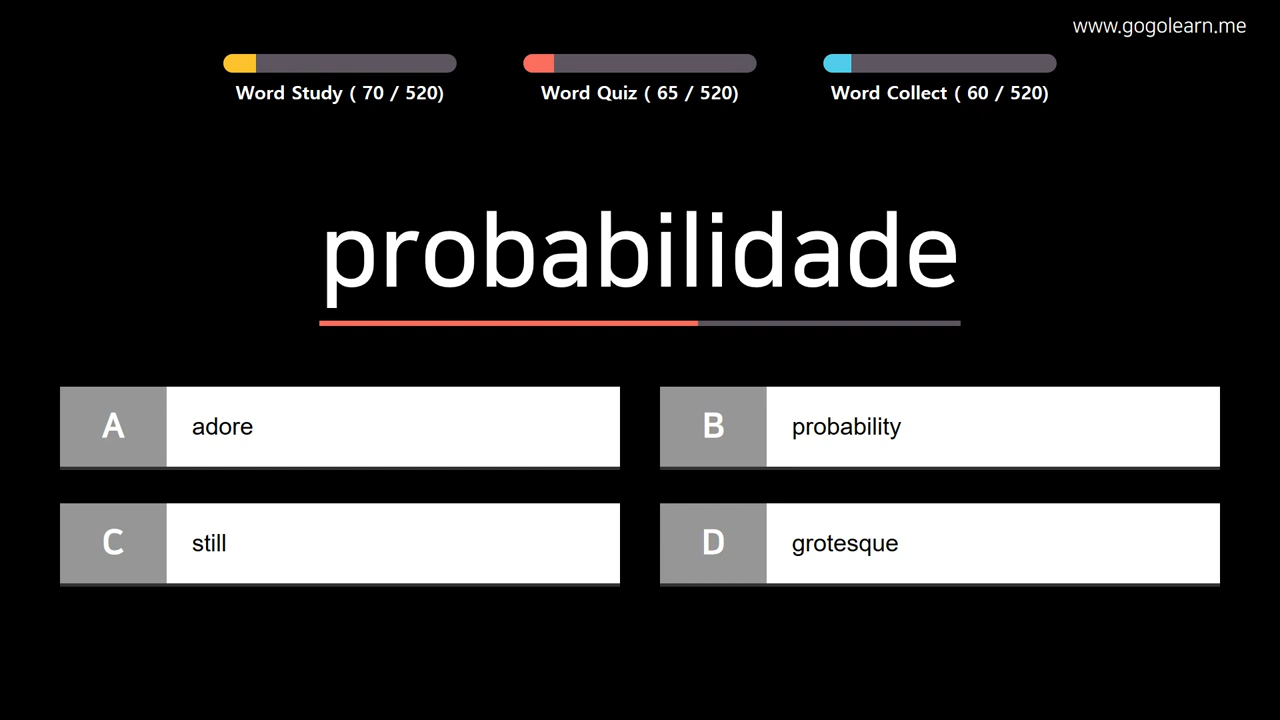 www.gogolearn.me
Word Study ( 70 / 520)
Word Quiz ( 65 / 520)
Word Collect ( 60 / 520)
probabilidade
A adore
B probability
C still
D grotesque